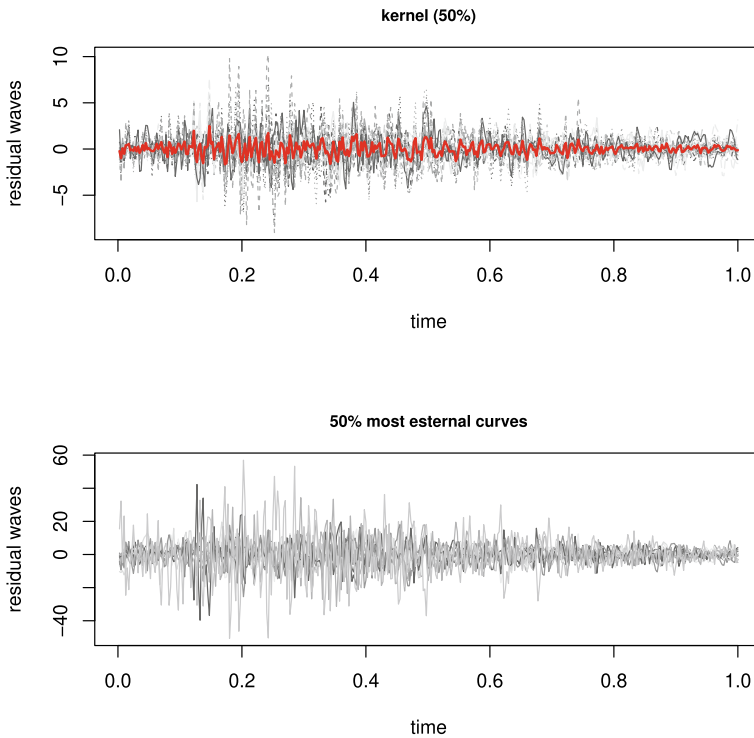 kernel (50%)
residual waves
10
5
0
−5
0.0 0.2 0.4 0.6 0.8 1.0
time
50% most esternal curves
residual waves
60
20
0
−40
0.0 0.2 0.4 0.6 0.8 1.0
time